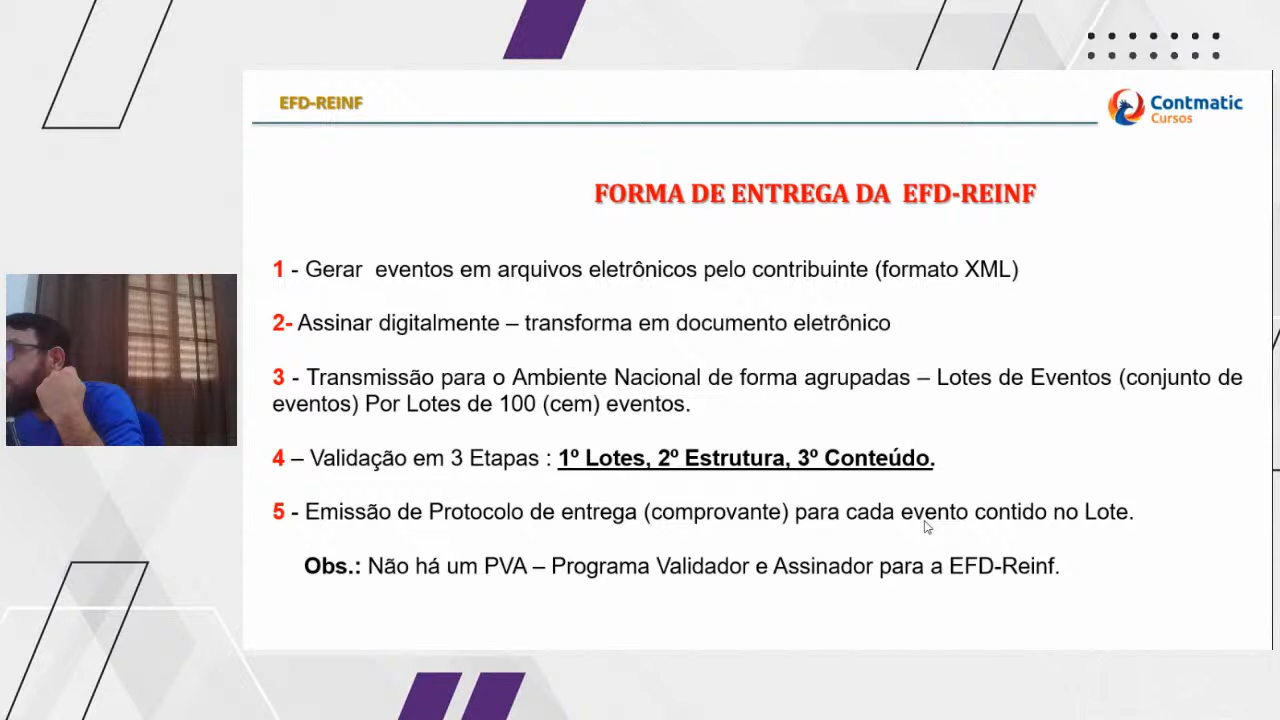 EFD-REINF
Contmatic
Cursos
FORMA DE ENTREGA DA  EFD-REINF
1 - Gerar  eventos em arquivos eletrônicos pelo contribuinte (formato XML)
2- Assinar digitalmente – transforma em documento eletrônico
3 - Transmissão para o Ambiente Nacional de forma agrupadas – Lotes de Eventos (conjunto de
eventos) Por Lotes de 100 (cem) eventos.
4 – Validação em 3 Etapas : 1º Lotes, 2º Estrutura, 3º Conteúdo.
5 - Emissão de Protocolo de entrega (comprovante) para cada evento contido no Lote.
Obs.: Não há um PVA – Programa Validador e Assinador para a EFD-Reinf.